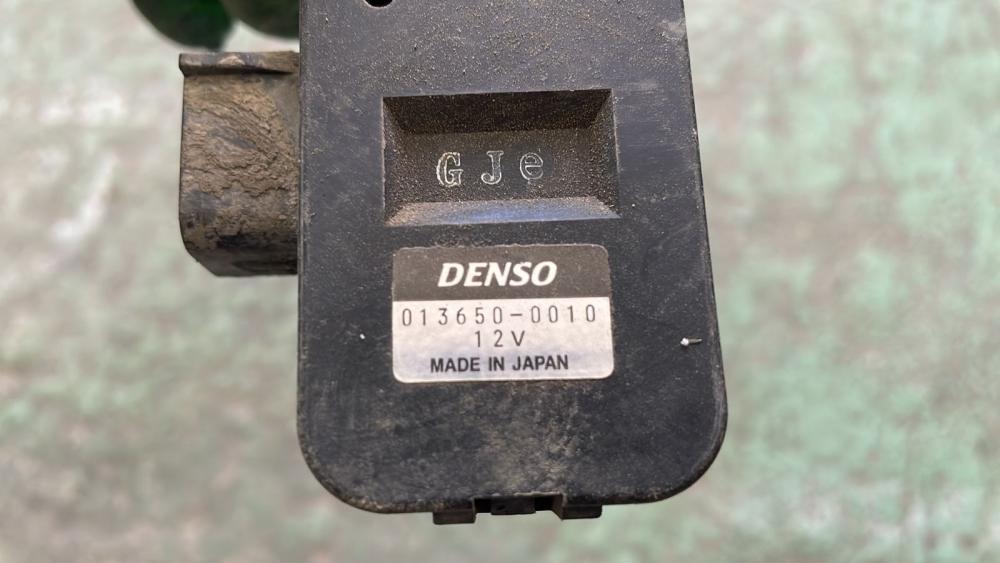 GJe
DENSO
013650-0010
12V
MADE IN JAPAN